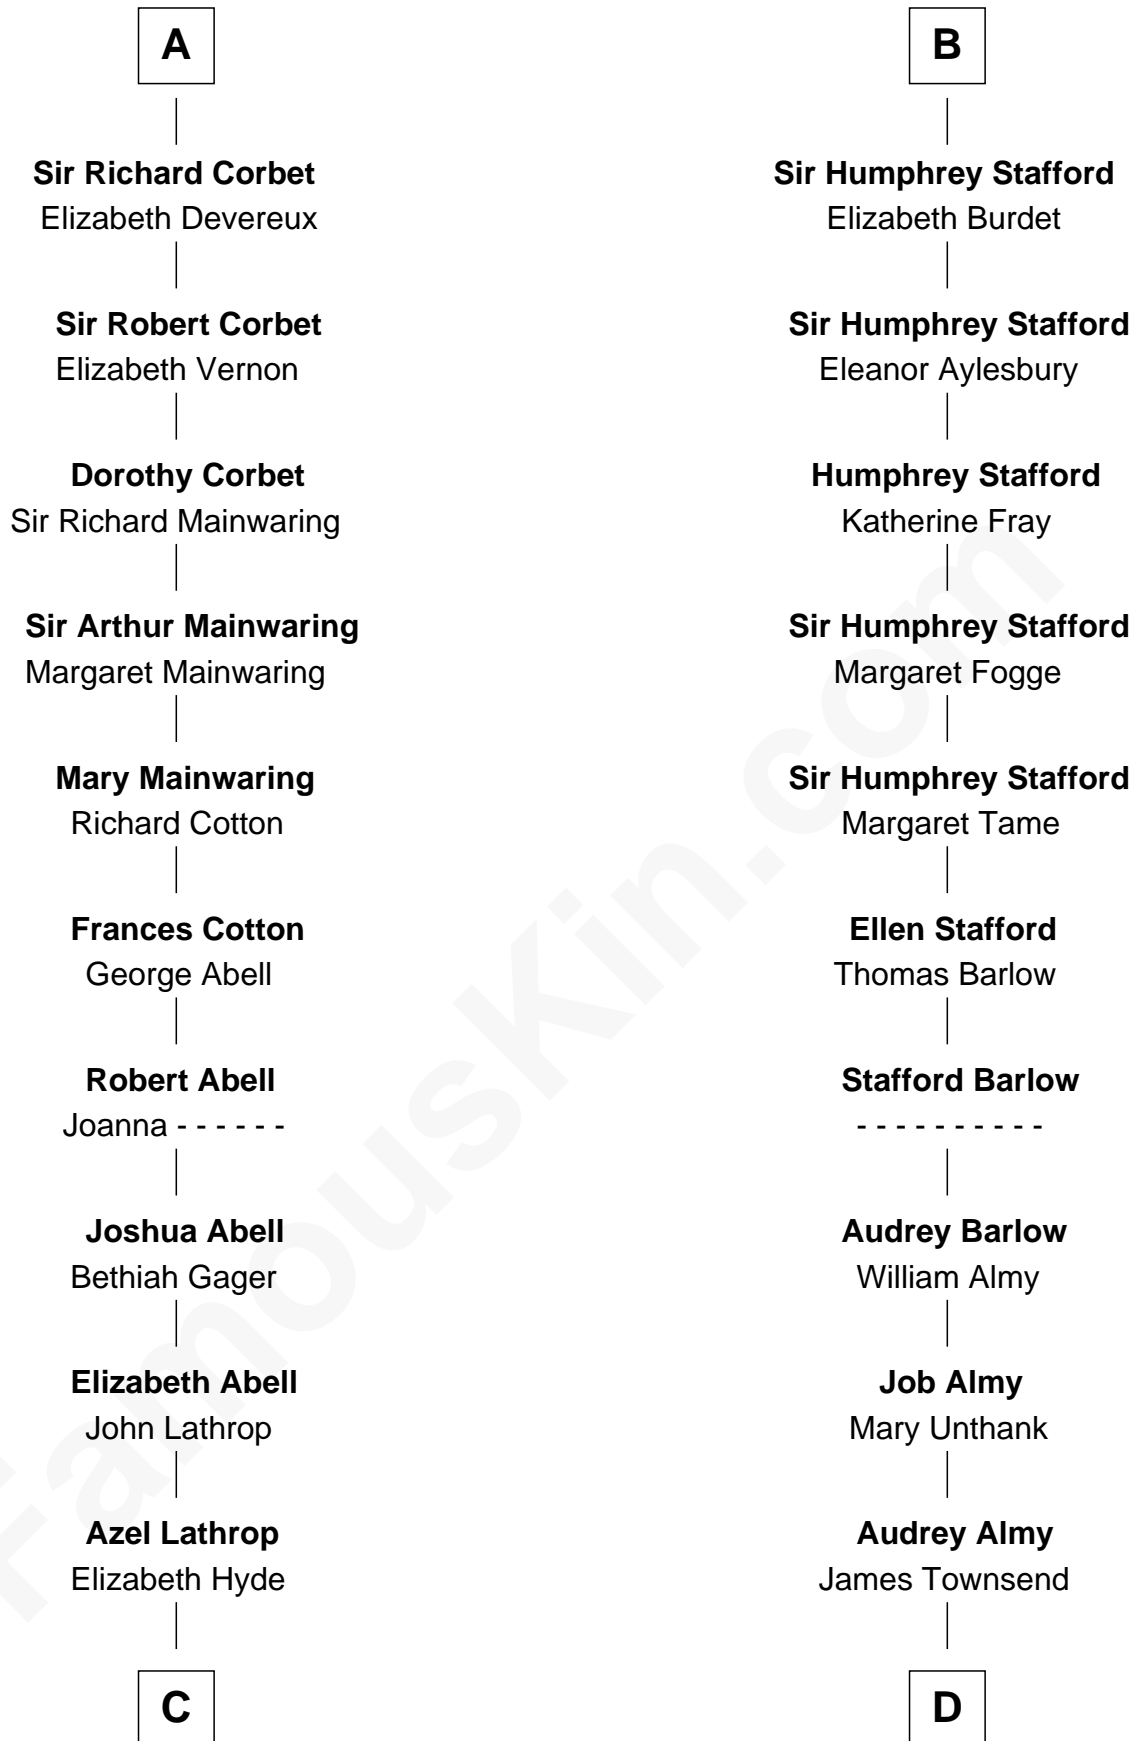 A
Sir Richard Corbet
Elizabeth Devereux
Sir Robert Corbet
Elizabeth Vernon
Dorothy Corbet
Sir Richard Mainwaring
Sir Arthur Mainwaring
Margaret Mainwaring
Mary Mainwaring
Richard Cotton
Frances Cotton
George Abell
Robert Abell
Joanna - - - - - -
Joshua Abell
Bethiah Gager
Elizabeth Abell
John Lathrop
Azel Lathrop
Elizabeth Hyde
C
B
Sir Humphrey Stafford
Elizabeth Burdet
Sir Humphrey Stafford
Eleanor Aylesbury
Humphrey Stafford
Katherine Fray
Sir Humphrey Stafford
Margaret Fogge
Sir Humphrey Stafford
Margaret Tame
Ellen Stafford
Thomas Barlow
Stafford Barlow
- - - - - - - - - -
Audrey Barlow
William Almy
Job Almy
Mary Unthank
Audrey Almy
James Townsend
D
FamousKin.com